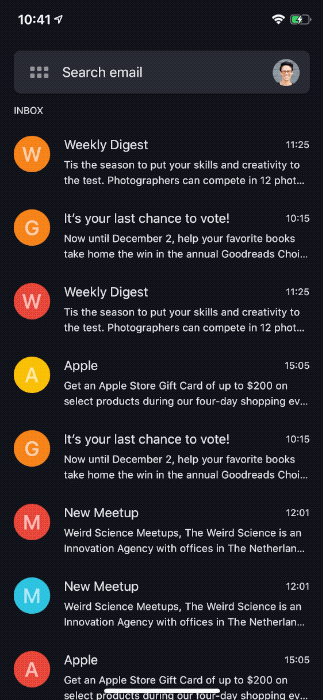 10:41
Search email
INBOX
W
Weekly Digest
11:25
Tis the season to put your skills and creativity to
the test. Photographers can compete in 12 phot...
G
It's your last chance to vote!
10:15
Now until December 2, help your favorite books
take home the win in the annual Goodreads Choi...
W
Weekly Digest
11:25
Tis the season to put your skills and creativity to
the test. Photographers can compete in 12 phot...
A
Apple
15:05
Get an Apple Store Gift Card of up to $200 on
select products during our four-day shopping ev...
G
It's your last chance to vote!
10:15
Now until December 2, help your favorite books
take home the win in the annual Goodreads Choi...
M
New Meetup
12:01
Weird Science Meetups, The Weird Science is an
Innovation Agency with offices in The Netherlan...
M
New Meetup
12:01
Weird Science Meetups, The Weird Science is an
Innovation Agency with offices in The Netherlan...
A
Apple
15:05
Get an Apple Store Gift Card of up to $200 on
select products during our four-day shopping ev...